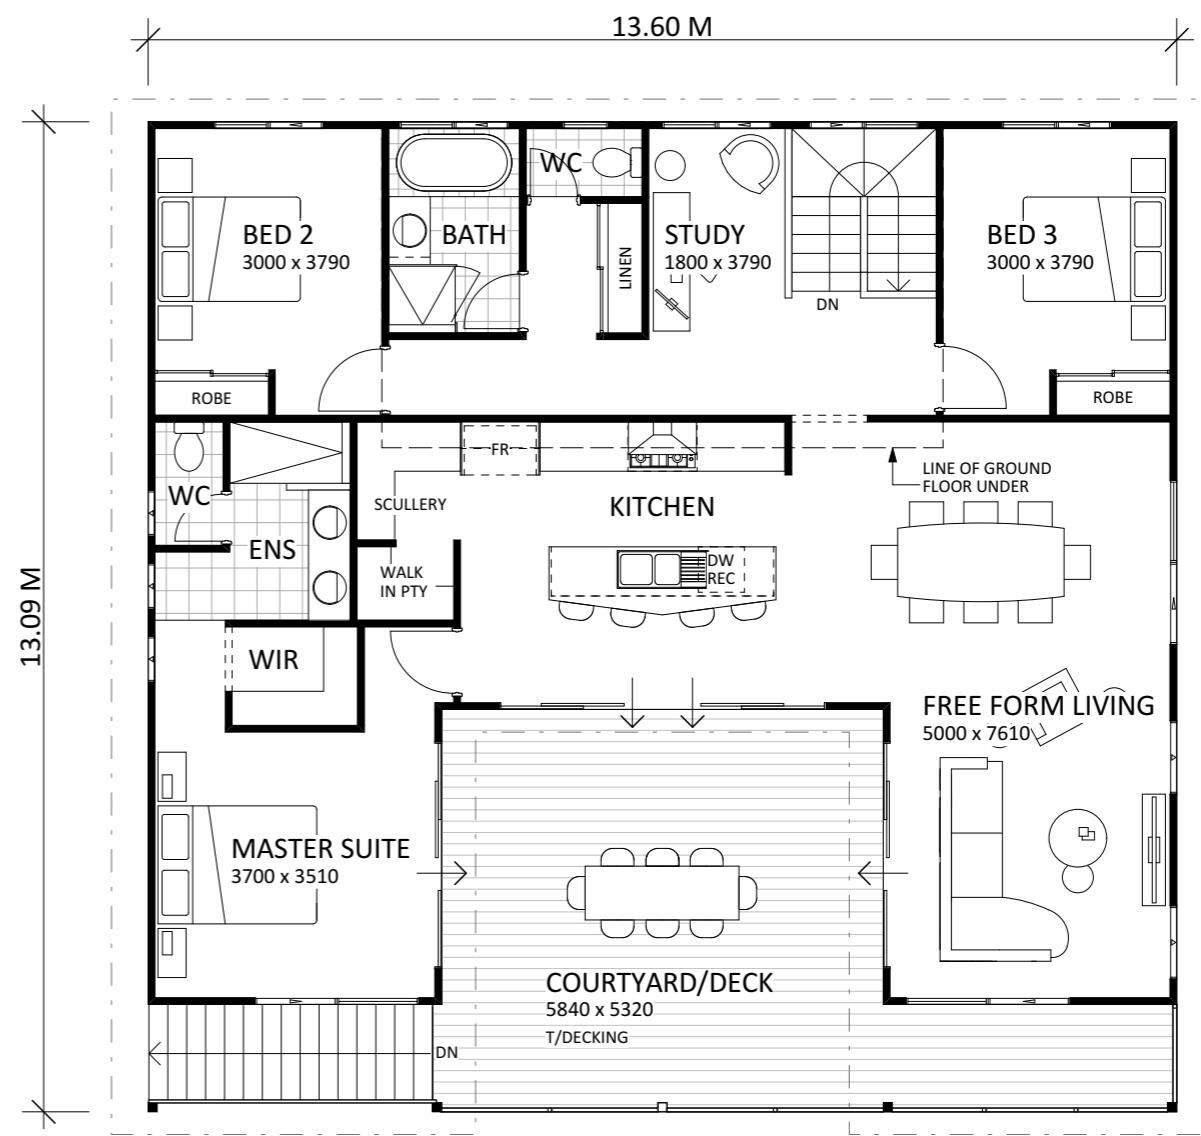 13.60 M
WC
BED 2
3000 x 3790
BATH
LINEN
STUDY
1800 x 3790
DN
BED 3
3000 x 3790
ROBE
ROBE
FR
WC
SCULLERY
KITCHEN
LINE OF GROUND
FLOOR UNDER
ENS
WALK
IN PTY
DW
REC
13.09 M
WIR
FREE FORM LIVING
5000 x 7610
MASTER SUITE
3700 x 3510
COURTYARD/DECK
5840 x 5320
T/DECKING
DN